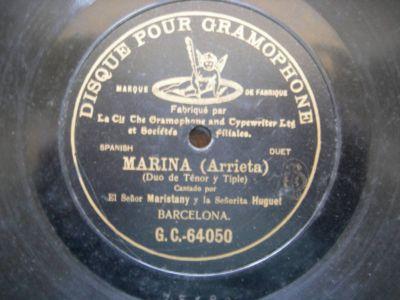 DISQUE POUR GRAMOPHONE
MARQUE DE FABRIQUE
Fabriqué par
La Cie The Gramophone and Typewriter Ltd
et Sociétés Filiales.
SPANISH DUET
MARINA (Arrieta)
(Duo de Ténor y Tiple)
Cantado por
El Señor Maristany y la Señorita Huguet
BARCELONA.
G.C.-64050